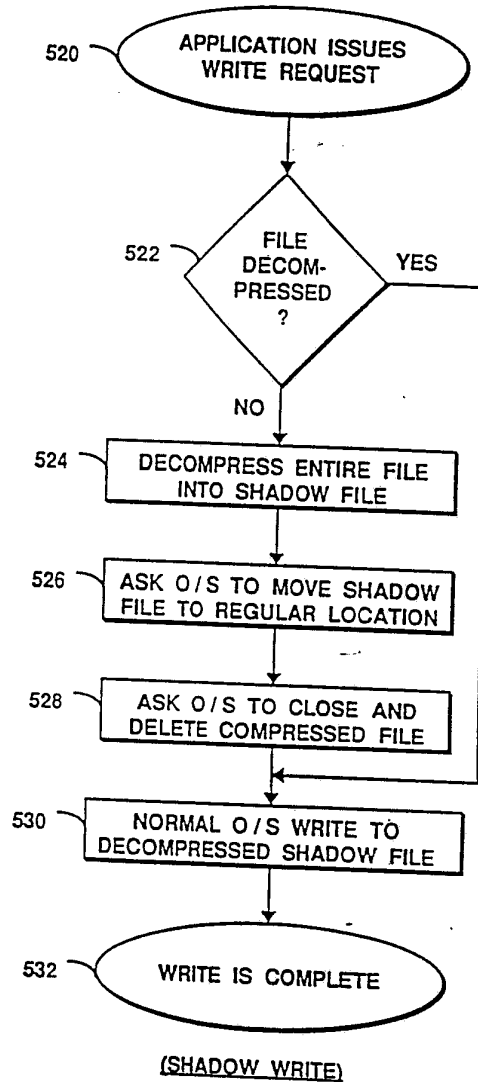 520
APPLICATION ISSUES
WRITE REQUEST
522
FILE
DECOM-
PRESSED
?
YES
NO
524
DECOMPRESS ENTIRE FILE
INTO SHADOW FILE
526
ASK O/S TO MOVE SHADOW
FILE TO REGULAR LOCATION
528
ASK O/S TO CLOSE AND
DELETE COMPRESSED FILE
530
NORMAL O/S WRITE TO
DECOMPRESSED SHADOW FILE
532
WRITE IS COMPLETE
(SHADOW WRITE)